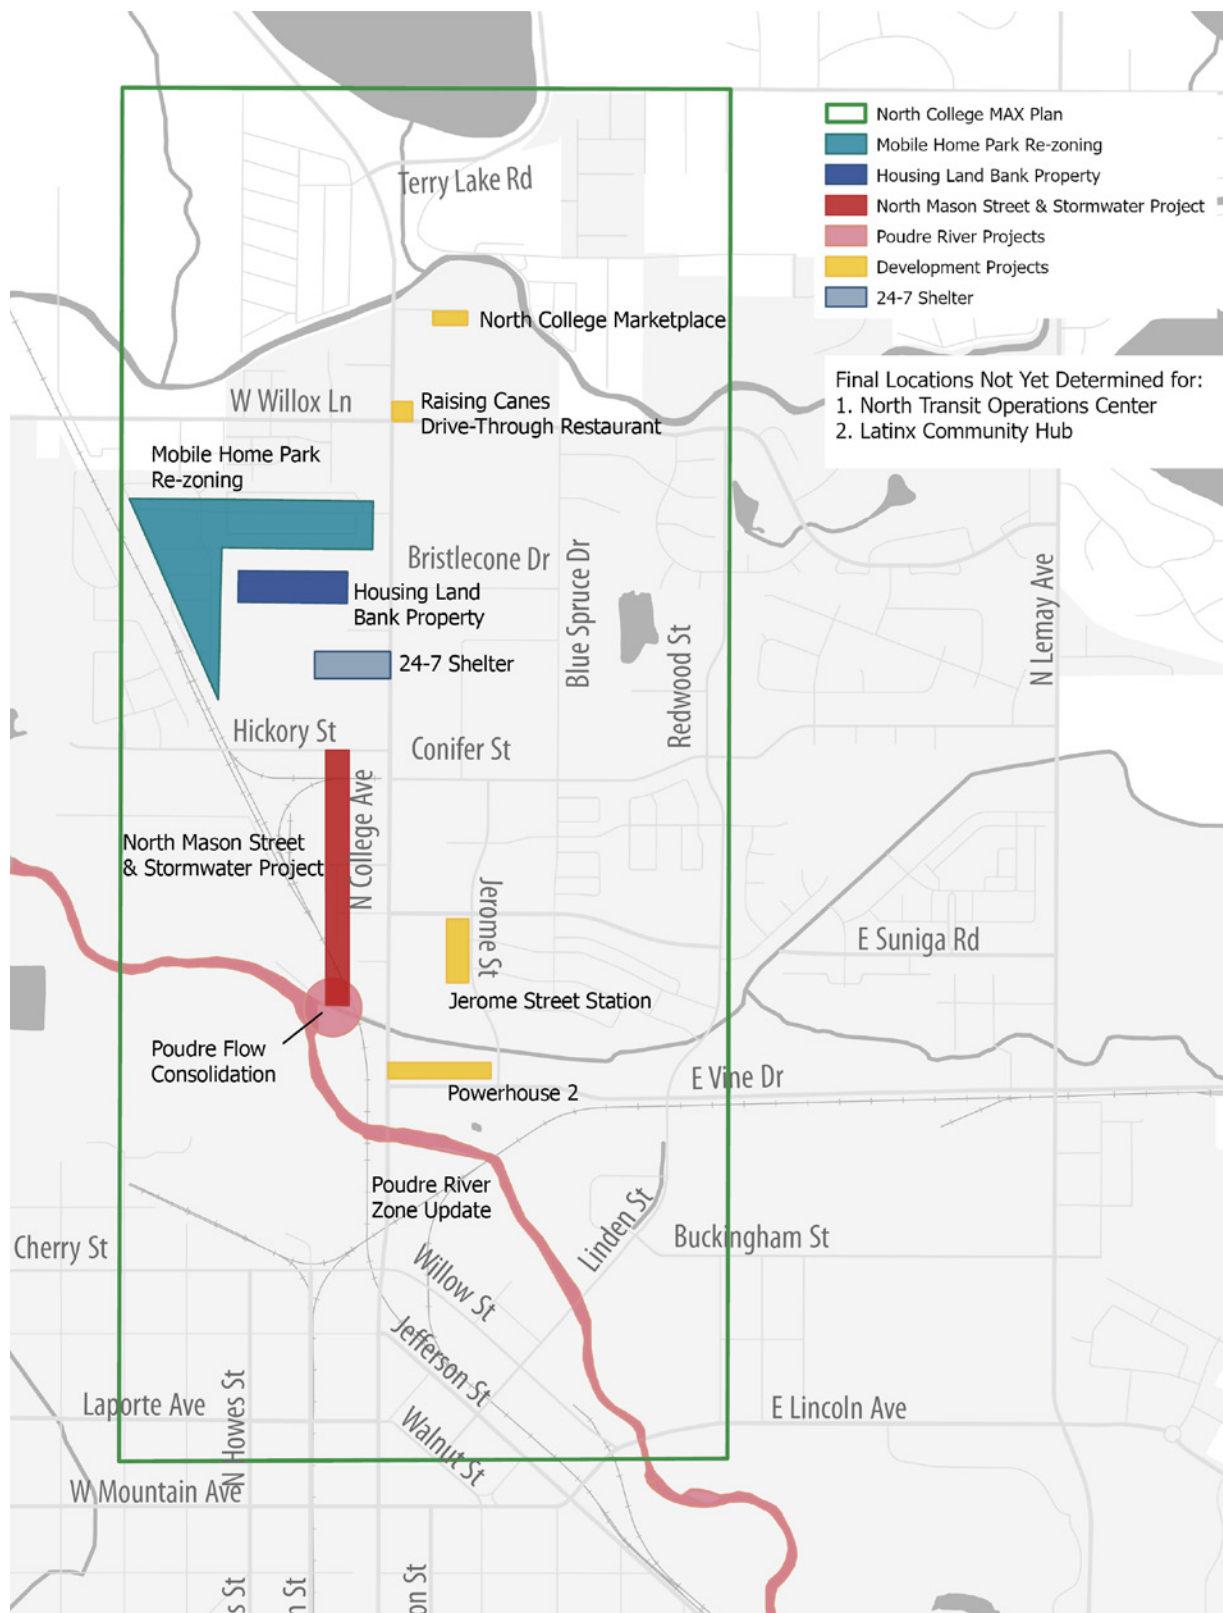 North College MAX Plan
Mobile Home Park Re-zoning
Housing Land Bank Property
North Mason Street & Stormwater Project
Poudre River Projects
Development Projects
24-7 Shelter
Final Locations Not Yet Determined for:
1. North Transit Operations Center
2. Latinx Community Hub
Terry Lake Rd
North College Marketplace
W Willox Ln
Raising Canes
Drive-Through Restaurant
Mobile Home Park
Re-zoning
Bristlecone Dr
Housing Land
Bank Property
Blue Spruce Dr
Redwood St
N Lemay Ave
24-7 Shelter
Hickory St
Conifer St
N College Ave
North Mason Street
& Stormwater Project
Jerome St
E Suniga Rd
Jerome Street Station
Poudre Flow
Consolidation
E Vine Dr
Powerhouse 2
Poudre River
Zone Update
Linden St
Buckingham St
Cherry St
Willow St
Jefferson St
Laporte Ave
N Howes St
Walnut St
E Lincoln Ave
W Mountain Ave
s St
n St
on St